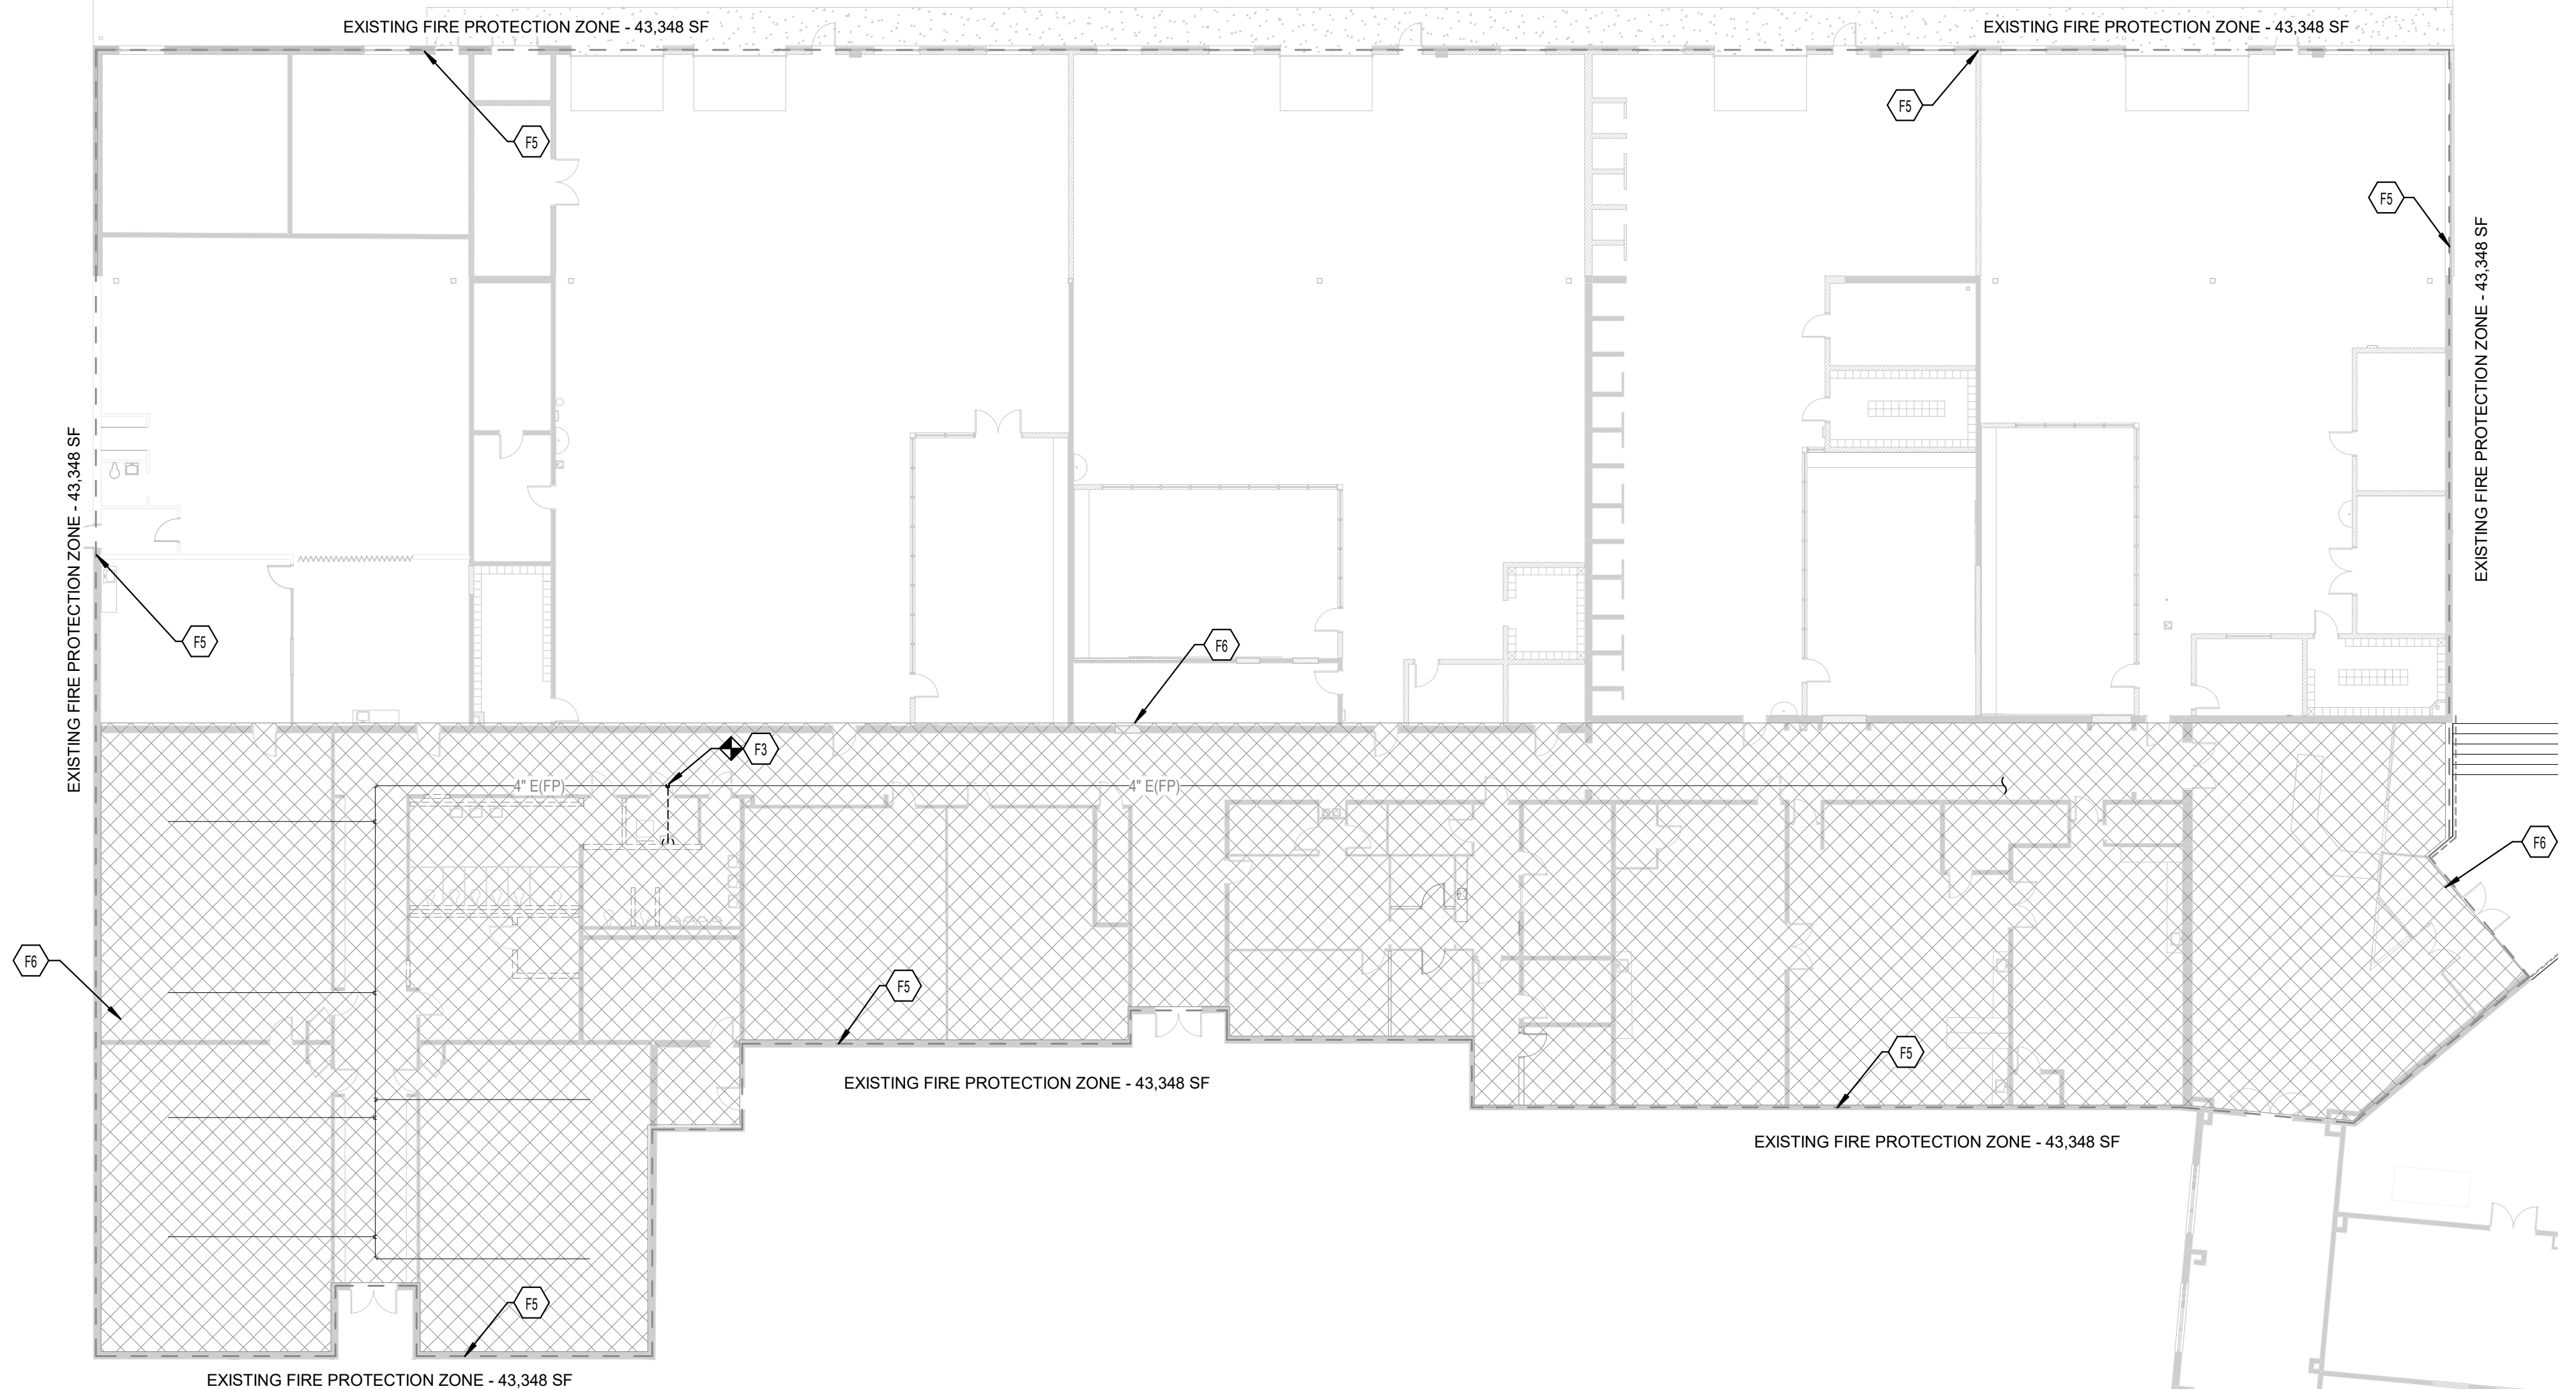 EXISTING FIRE PROTECTION ZONE - 43,348 SF
EXISTING FIRE PROTECTION ZONE - 43,348 SF
F5
F5
F5
EXISTING FIRE PROTECTION ZONE - 43,348 SF
EXISTING FIRE PROTECTION ZONE - 43,348 SF
F5
F6
F3
4" E(FP)
4" E(FP)
F6
F6
F5
F5
EXISTING FIRE PROTECTION ZONE - 43,348 SF
EXISTING FIRE PROTECTION ZONE - 43,348 SF
F5
EXISTING FIRE PROTECTION ZONE - 43,348 SF